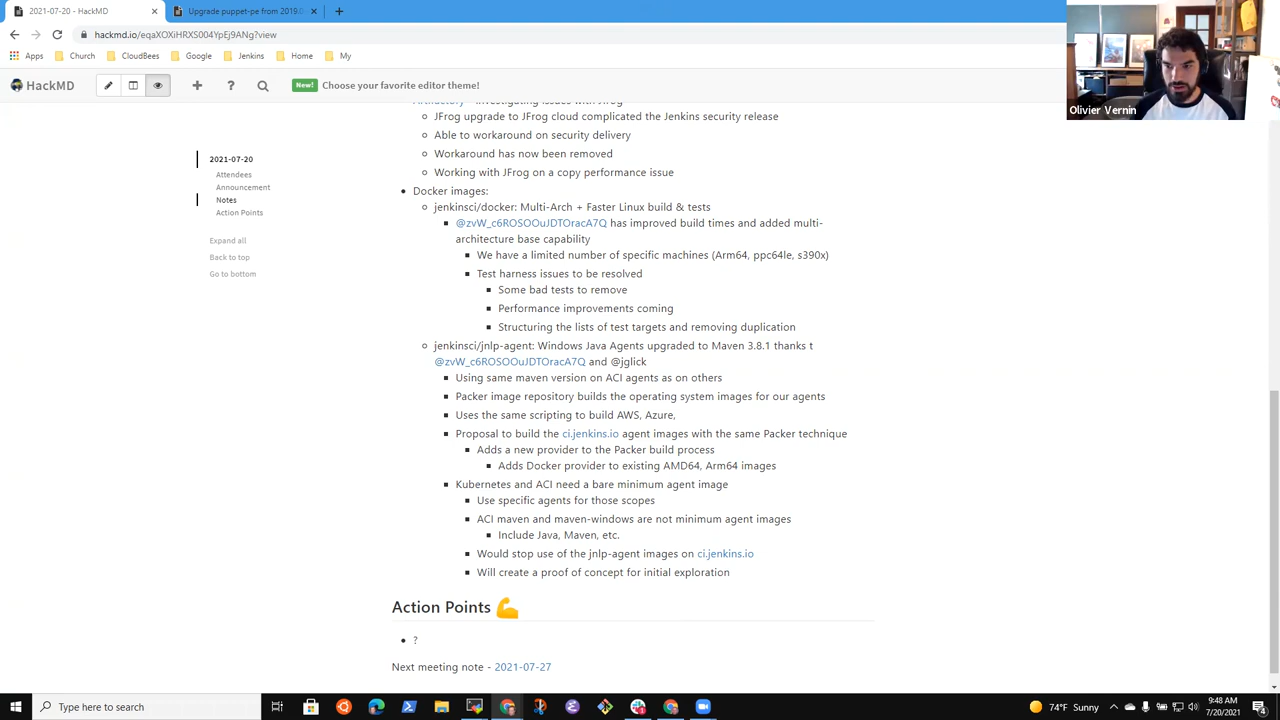 2021-07-20 - HackMD
Upgrade puppet-pe from 2019.0
hackmd.io/eqaXOXiHRXS004YpEj9ANg?view
Apps
Church
CloudBees
Google
Jenkins
Home
My
HackMD
New!
Choose your favorite editor theme!
Olivier Vernin
2021-07-20
Attendees
Announcement
Notes
Action Points
Expand all
Back to top
Go to bottom
Artifactory - Investigating issues with JFrog
JFrog upgrade to JFrog cloud complicated the Jenkins security release
Able to workaround on security delivery
Workaround has now been removed
Working with JFrog on a copy performance issue
Docker images:
jenkinsci/docker: Multi-Arch + Faster Linux build & tests
@zvW_c6ROSOOuJDTOracA7Q has improved build times and added multi-
architecture base capability
We have a limited number of specific machines (Arm64, ppc64le, s390x)
Test harness issues to be resolved
Some bad tests to remove
Performance improvements coming
Structuring the lists of test targets and removing duplication
jenkinsci/jnlp-agent: Windows Java Agents upgraded to Maven 3.8.1 thanks t
@zvW_c6ROSOOuJDTOracA7Q and @jglick
Using same maven version on ACI agents as on others
Packer image repository builds the operating system images for our agents
Uses the same scripting to build AWS, Azure,
Proposal to build the ci.jenkins.io agent images with the same Packer technique
Adds a new provider to the Packer build process
Adds Docker provider to existing AMD64, Arm64 images
Kubernetes and ACI need a bare minimum agent image
Use specific agents for those scopes
ACI maven and maven-windows are not minimum agent images
Include Java, Maven, etc.
Would stop use of the jnlp-agent images on ci.jenkins.io
Will create a proof of concept for initial exploration
Action Points 💪
?
Next meeting note - 2021-07-27
Type here to search
74°F Sunny
9:48 AM
7/20/2021